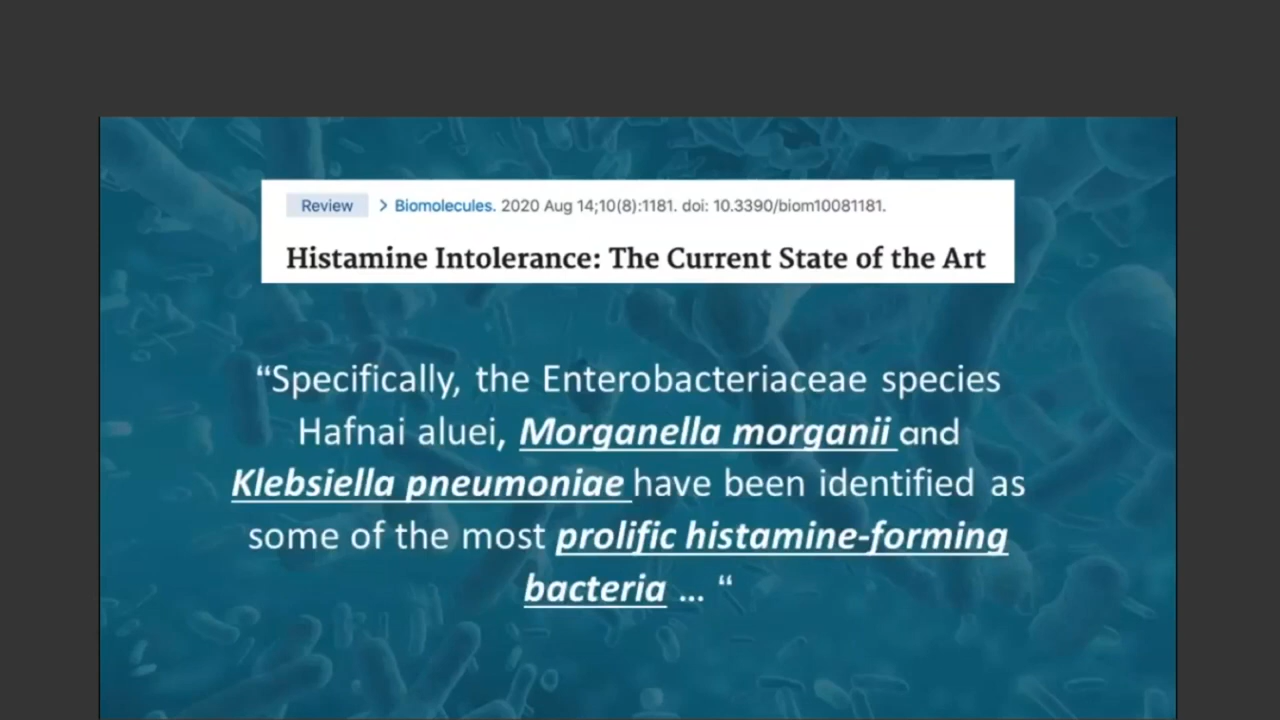 Review > Biomolecules. 2020 Aug 14;10(8):1181. doi: 10.3390/biom10081181.
Histamine Intolerance: The Current State of the Art
“Specifically, the Enterobacteriaceae species
Hafnai aluei, Morganella morganii and
Klebsiella pneumoniae have been identified as
some of the most prolific histamine-forming
bacteria ... “